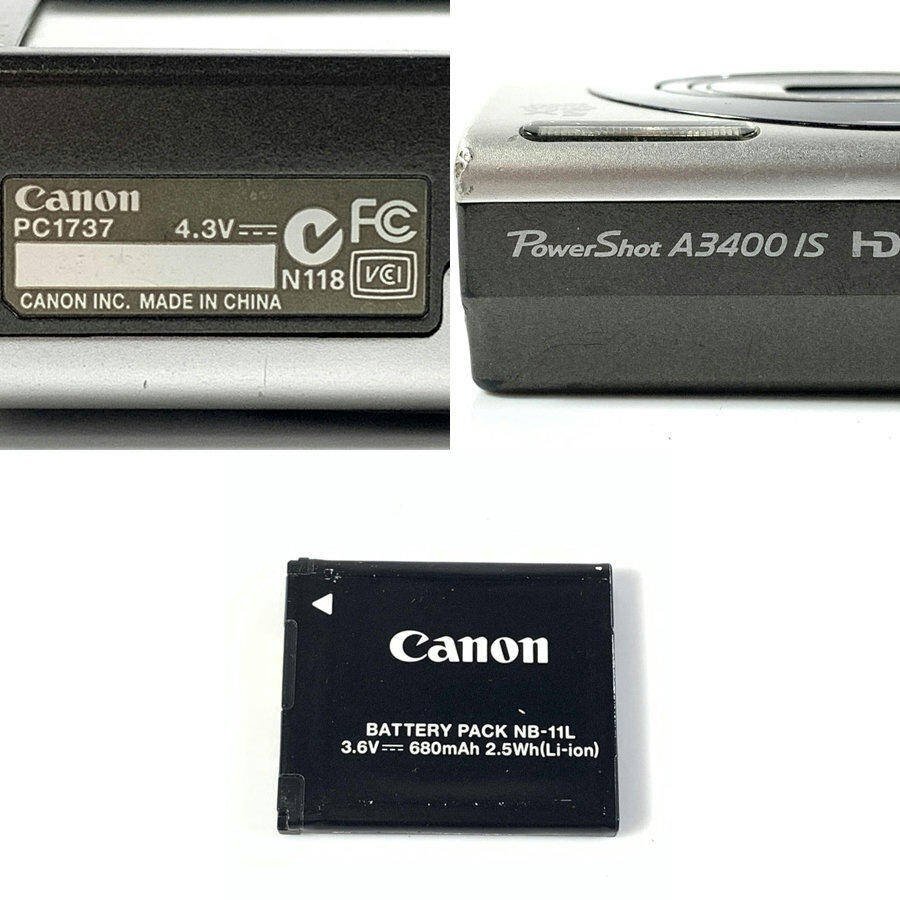 Canon
PC1737 4.3V
N118
FC
VCI
CANON INC. MADE IN CHINA
PowerShot A3400 IS HD
Canon
BATTERY PACK NB-11L
3.6V 680mAh 2.5Wh(Li-ion)